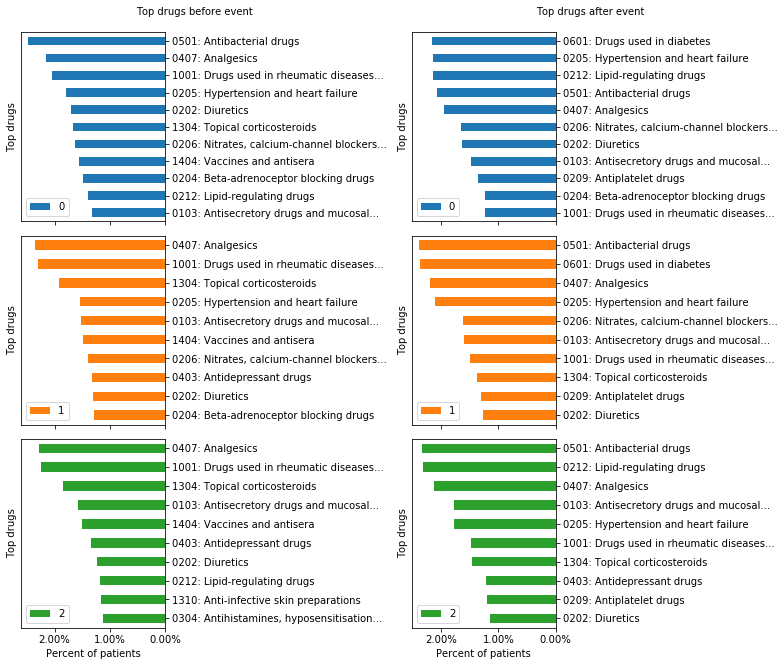 Top drugs before event
Top drugs
0501: Antibacterial drugs
0407: Analgesics
1001: Drugs used in rheumatic diseases...
0205: Hypertension and heart failure
0202: Diuretics
1304: Topical corticosteroids
0206: Nitrates, calcium-channel blockers...
1404: Vaccines and antisera
0204: Beta-adrenoceptor blocking drugs
0212: Lipid-regulating drugs
0103: Antisecretory drugs and mucosal...
0
Top drugs
0407: Analgesics
1001: Drugs used in rheumatic diseases...
1304: Topical corticosteroids
0205: Hypertension and heart failure
0103: Antisecretory drugs and mucosal...
1404: Vaccines and antisera
0206: Nitrates, calcium-channel blockers...
0403: Antidepressant drugs
0202: Diuretics
0204: Beta-adrenoceptor blocking drugs
1
Top drugs
0407: Analgesics
1001: Drugs used in rheumatic diseases...
1304: Topical corticosteroids
0103: Antisecretory drugs and mucosal...
1404: Vaccines and antisera
0403: Antidepressant drugs
0202: Diuretics
0212: Lipid-regulating drugs
1310: Anti-infective skin preparations
0304: Antihistamines, hyposensitisation...
2
2.00% 1.00% 0.00%
Percent of patients
Top drugs after event
Top drugs
0601: Drugs used in diabetes
0205: Hypertension and heart failure
0212: Lipid-regulating drugs
0501: Antibacterial drugs
0407: Analgesics
0206: Nitrates, calcium-channel blockers...
0202: Diuretics
0103: Antisecretory drugs and mucosal...
0209: Antiplatelet drugs
0204: Beta-adrenoceptor blocking drugs
1001: Drugs used in rheumatic diseases...
0
Top drugs
0501: Antibacterial drugs
0601: Drugs used in diabetes
0407: Analgesics
0205: Hypertension and heart failure
0206: Nitrates, calcium-channel blockers...
0103: Antisecretory drugs and mucosal...
1001: Drugs used in rheumatic diseases...
1304: Topical corticosteroids
0209: Antiplatelet drugs
0202: Diuretics
1
Top drugs
0501: Antibacterial drugs
0212: Lipid-regulating drugs
0407: Analgesics
0103: Antisecretory drugs and mucosal...
0205: Hypertension and heart failure
1001: Drugs used in rheumatic diseases...
1304: Topical corticosteroids
0403: Antidepressant drugs
0209: Antiplatelet drugs
0202: Diuretics
2
2.00% 1.00% 0.00%
Percent of patients